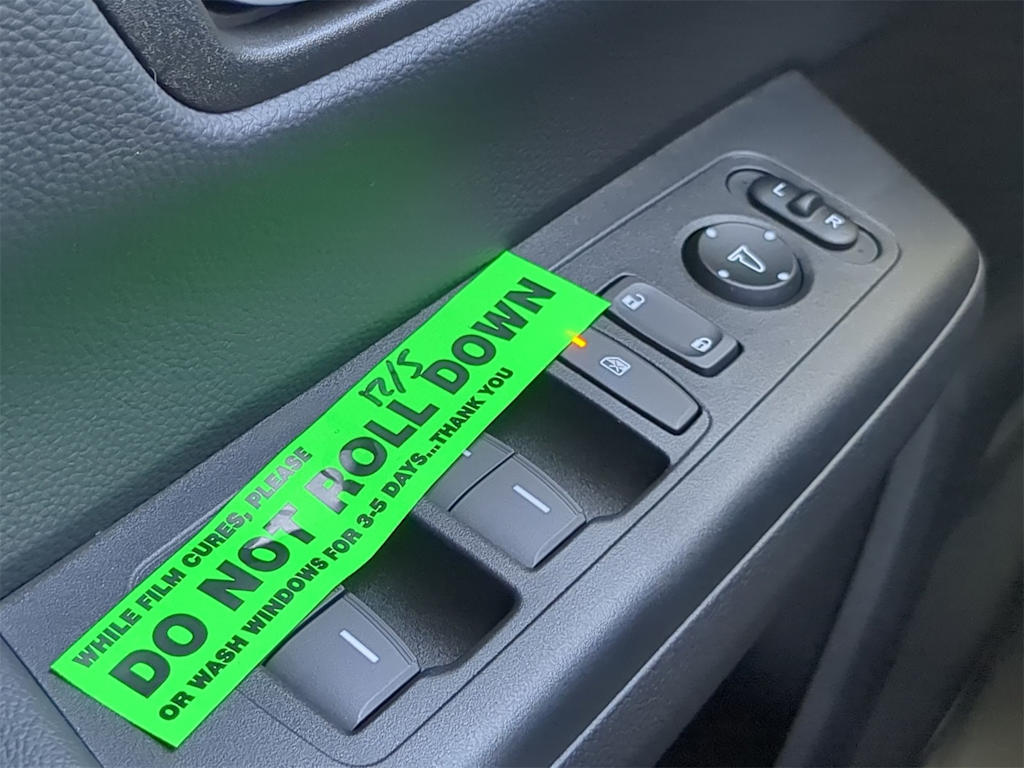 WHILE FILM CURES, PLEASE
12/5
DO NOT ROLL DOWN
OR WASH WINDOWS FOR 3-5 DAYS...THANK YOU
L
R